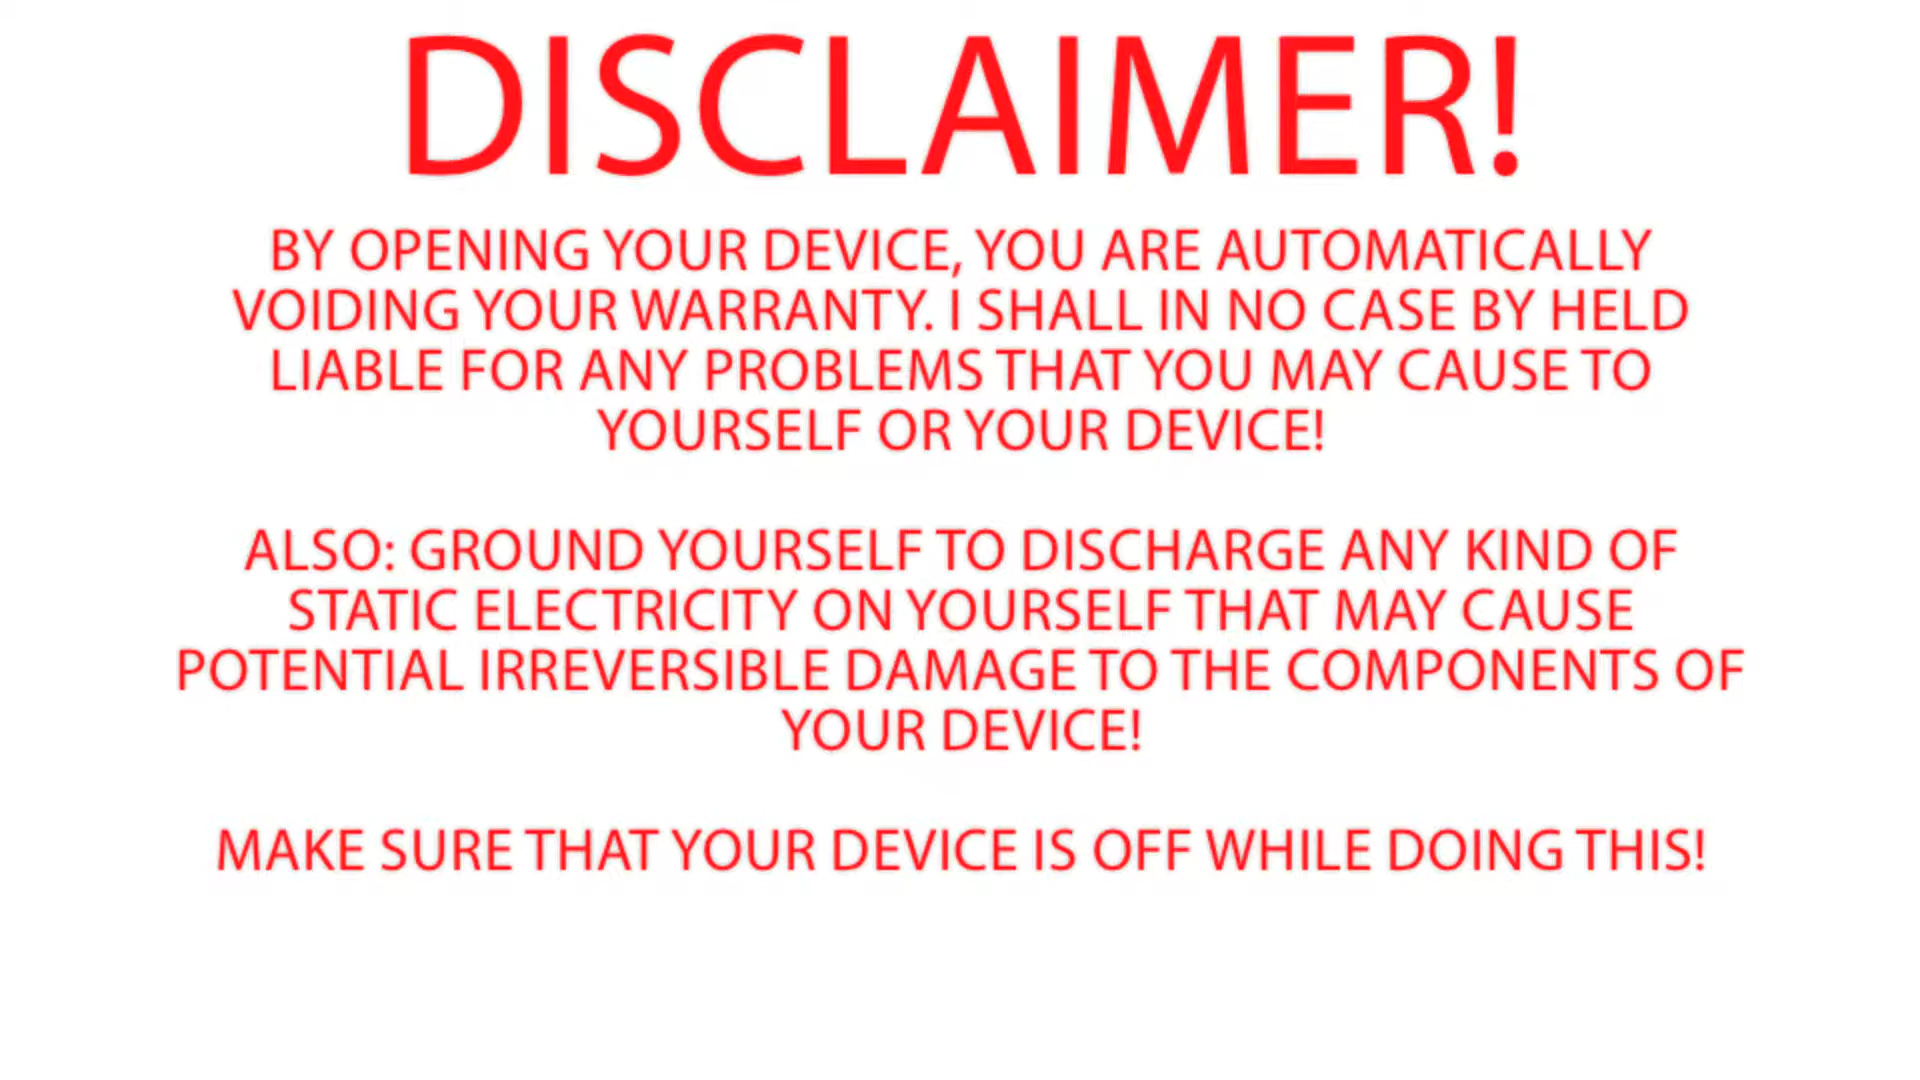 DISCLAIMER!
BY OPENING YOUR DEVICE, YOU ARE AUTOMATICALLY
VOIDING YOUR WARRANTY. I SHALL IN NO CASE BY HELD
LIABLE FOR ANY PROBLEMS THAT YOU MAY CAUSE TO
YOURSELF OR YOUR DEVICE!
ALSO: GROUND YOURSELF TO DISCHARGE ANY KIND OF
STATIC ELECTRICITY ON YOURSELF THAT MAY CAUSE
POTENTIAL IRREVERSIBLE DAMAGE TO THE COMPONENTS OF
YOUR DEVICE!
MAKE SURE THAT YOUR DEVICE IS OFF WHILE DOING THIS!